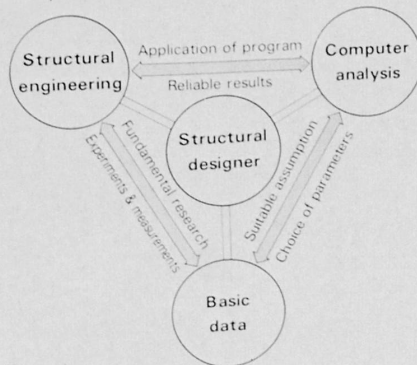 Structural
engineering
Application of program
Reliable results
Computer
analysis
Structural
designer
Fundamental research
Experiments & measurements
Suitable assumption
Choice of parameters
Basic
data